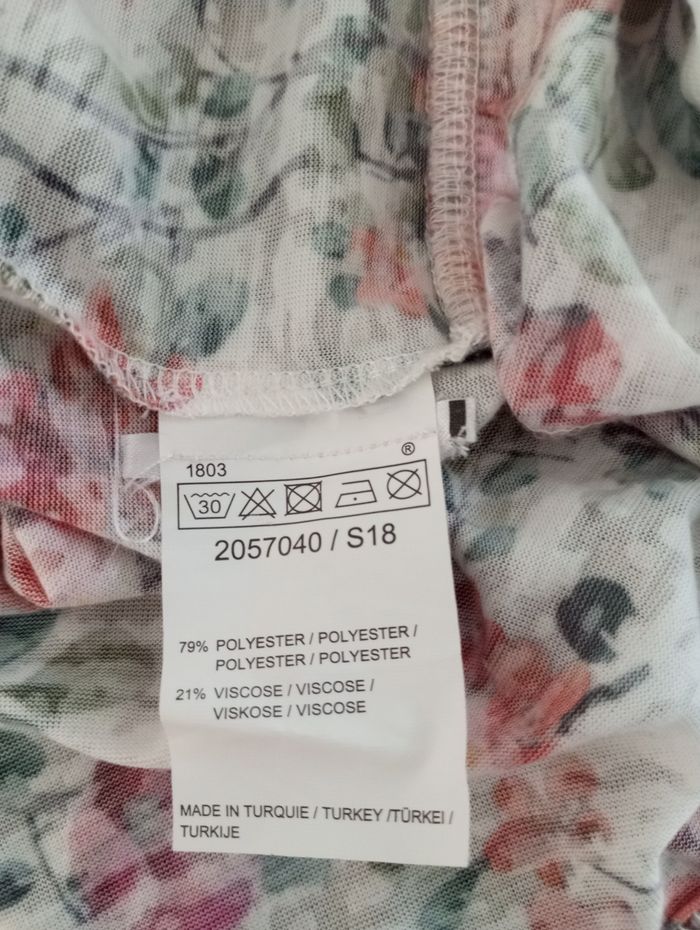 1803
®
30
2057040 / S18
79% POLYESTER / POLYESTER /
POLYESTER / POLYESTER
21% VISCOSE / VISCOSE /
VISKOSE / VISCOSE
MADE IN TURQUIE / TURKEY /TÜRKEI /
TURKIJE